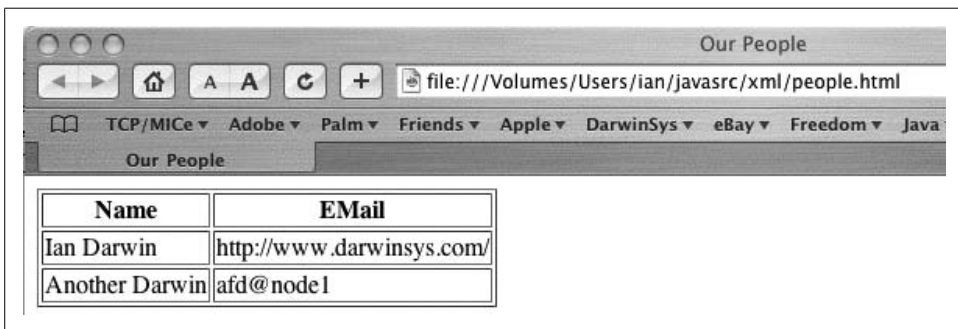 Our People
A A + file:///Volumes/Users/ian/javasrc/xml/people.html
TCP/MICe Adobe Palm Friends Apple DarwinSys eBay Freedom Java
Our People
Name EMail
Ian Darwin http://www.darwinsys.com/
Another Darwin afd@node1